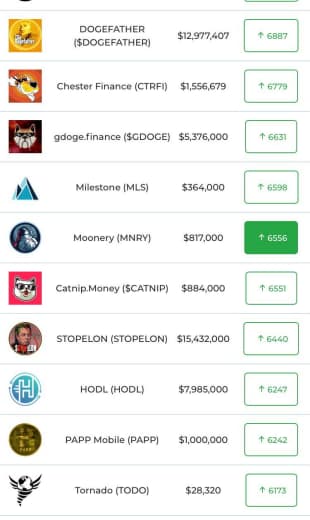 DOGEFATHER
($DOGEFATHER) $12,977,407 ↑ 6887
Chester Finance (CTRFI) $1,556,679 ↑ 6779
gdoge.finance ($GDOGE) $5,376,000 ↑ 6631
Milestone (MLS) $364,000 ↑ 6598
Moonery (MNRY) $817,000 ↑ 6556
Catnip.Money ($CATNIP) $884,000 ↑ 6551
STOPELON (STOPELON) $15,432,000 ↑ 6440
HODL (HODL) $7,985,000 ↑ 6247
PAPP Mobile (PAPP) $1,000,000 ↑ 6242
Tornado (TODO) $28,320 ↑ 6173